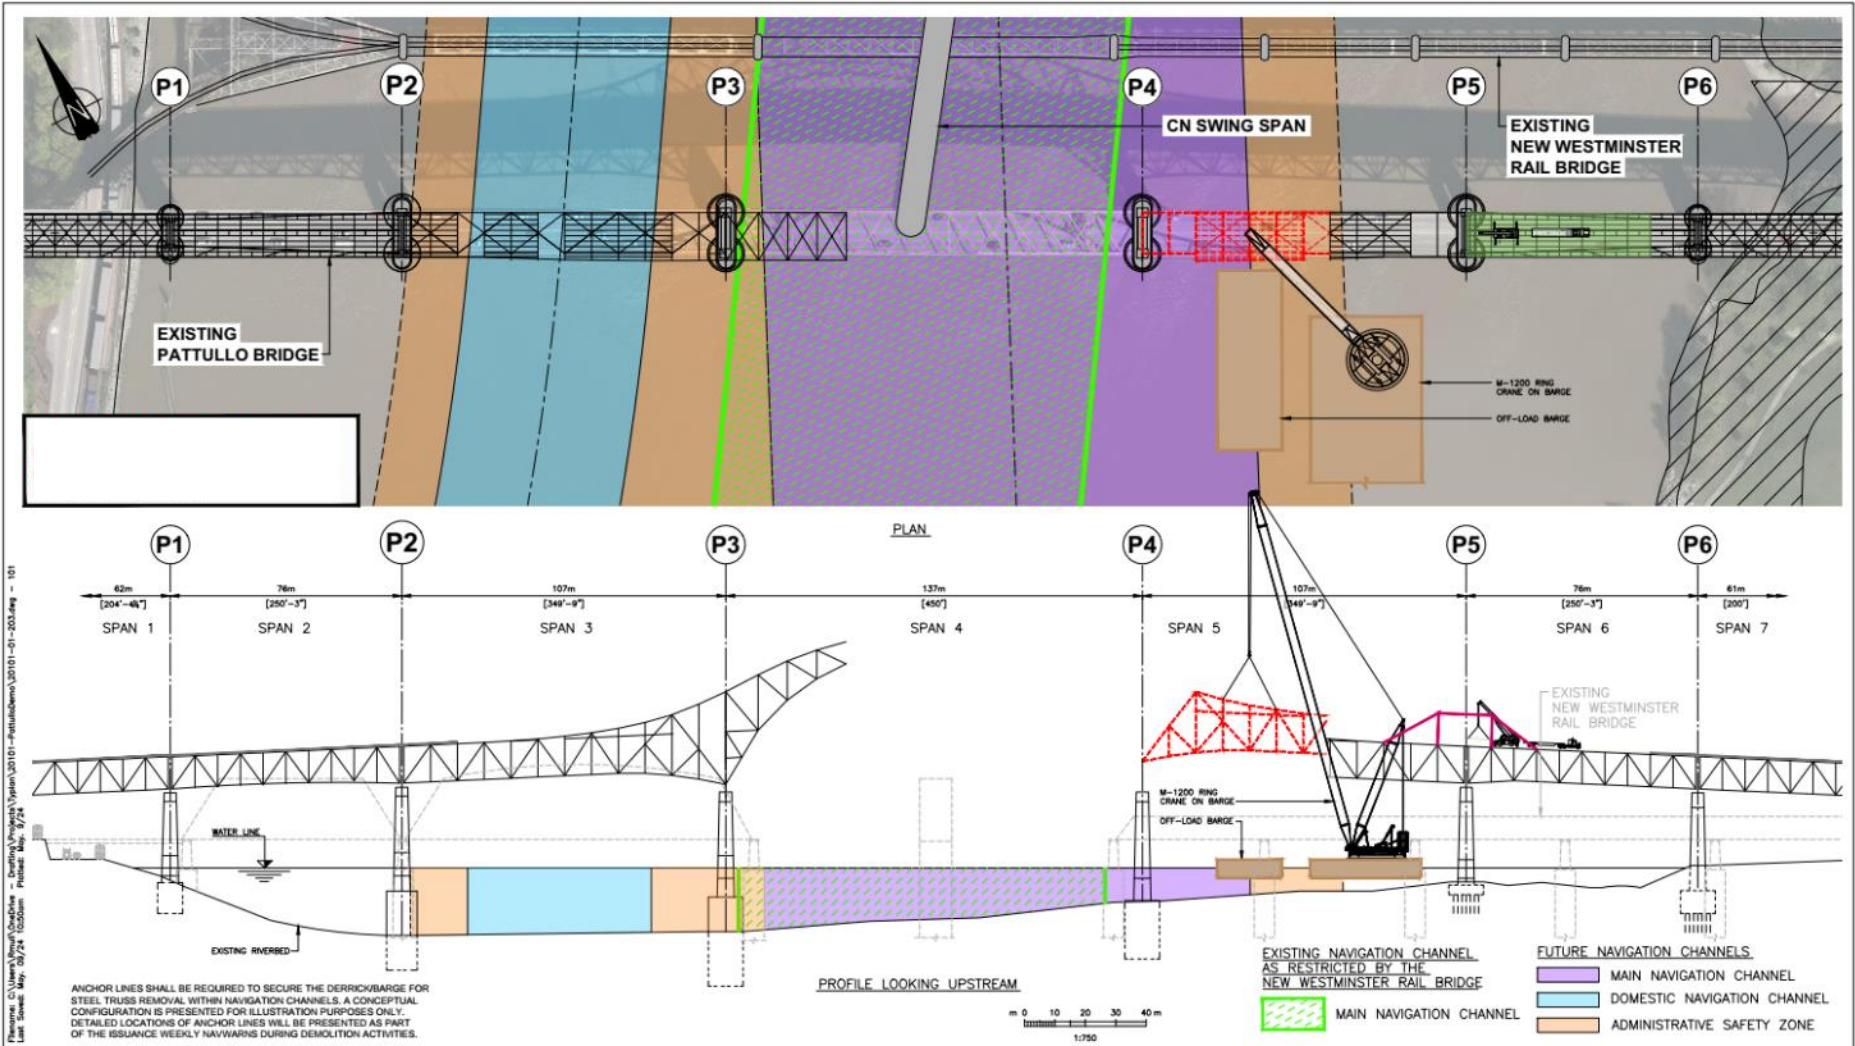 N
P1
P2
P3
P4
P5
P6
CN SWING SPAN
EXISTING
NEW WESTMINSTER
RAIL BRIDGE
EXISTING
PATTULLO BRIDGE
M-1200 RING
CRANE ON BARGE
OFF-LOAD BARGE
PLAN
P1
P2
P3
P4
P5
P6
62m
[204'-4¼"]
76m
[250'-3"]
107m
[349'-9"]
137m
[450']
107m
[349'-9"]
76m
[250'-3"]
61m
[200']
SPAN 1
SPAN 2
SPAN 3
SPAN 4
SPAN 5
SPAN 6
SPAN 7
EXISTING
NEW WESTMINSTER
RAIL BRIDGE
M-1200 RING
CRANE ON BARGE
OFF-LOAD BARGE
WATER LINE
EXISTING RIVERBED
ANCHOR LINES SHALL BE REQUIRED TO SECURE THE DERRICK/BARGE FOR
STEEL TRUSS REMOVAL WITHIN NAVIGATION CHANNELS. A CONCEPTUAL
CONFIGURATION IS PRESENTED FOR ILLUSTRATION PURPOSES ONLY.
DETAILED LOCATIONS OF ANCHOR LINES WILL BE PRESENTED AS PART
OF THE ISSUANCE WEEKLY NAVWARNS DURING DEMOLITION ACTIVITIES.
PROFILE LOOKING UPSTREAM
m 0 10 20 30 40 m
1:750
EXISTING NAVIGATION CHANNEL
AS RESTRICTED BY THE
NEW WESTMINSTER RAIL BRIDGE
MAIN NAVIGATION CHANNEL
FUTURE NAVIGATION CHANNELS
MAIN NAVIGATION CHANNEL
DOMESTIC NAVIGATION CHANNEL
ADMINISTRATIVE SAFETY ZONE